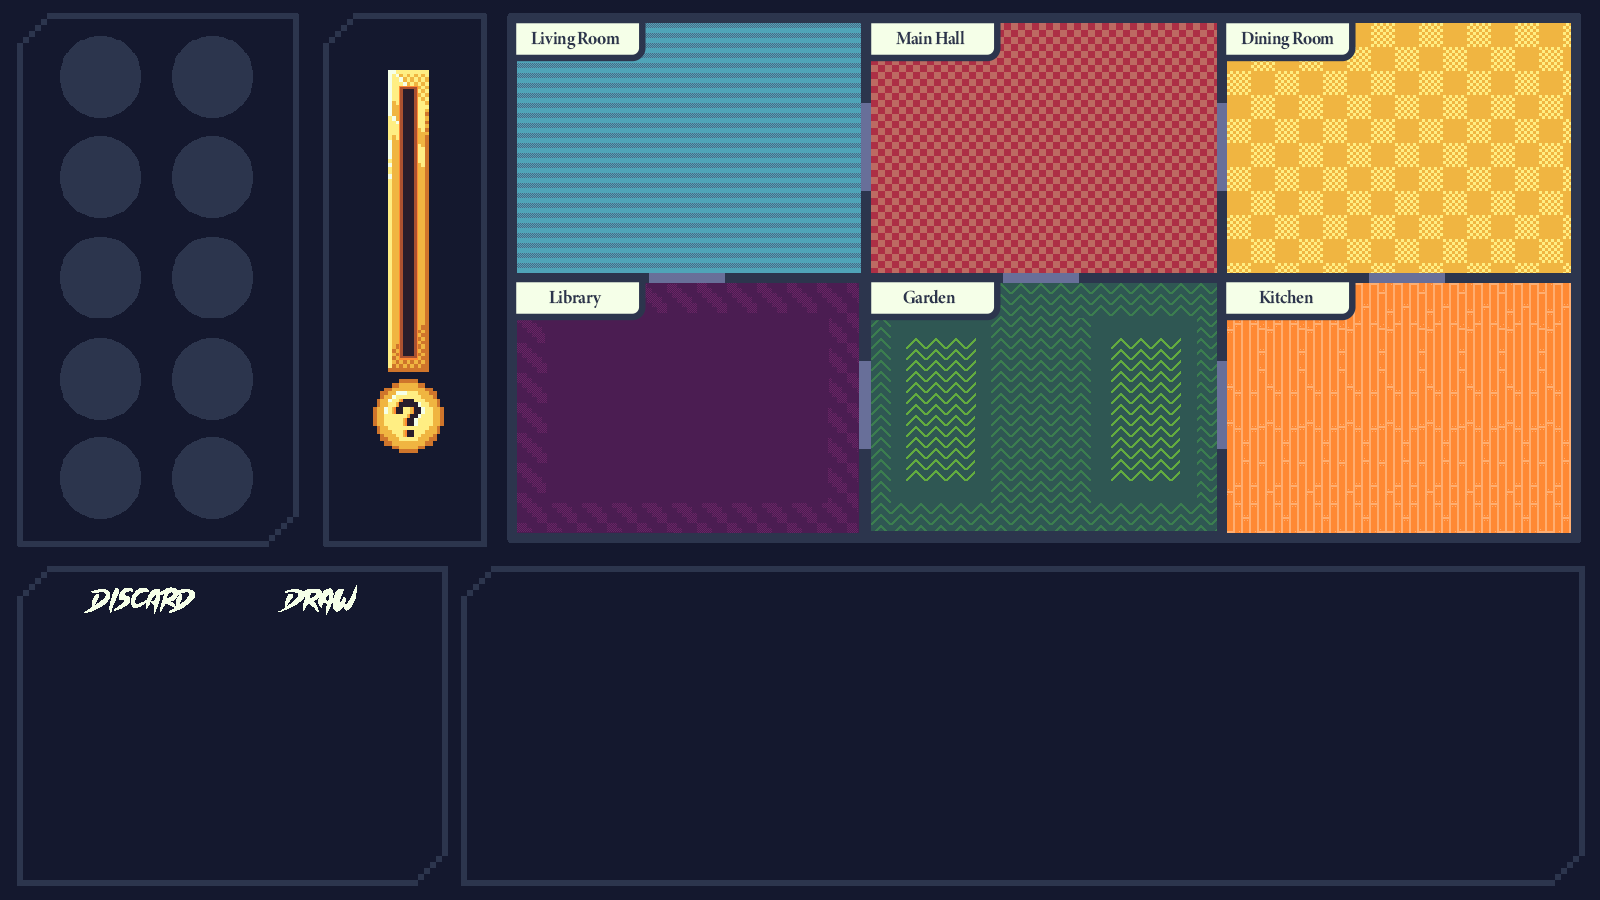 Living Room
Main Hall
Dining Room
?
Library
Garden
Kitchen
DISCARD
DRAW